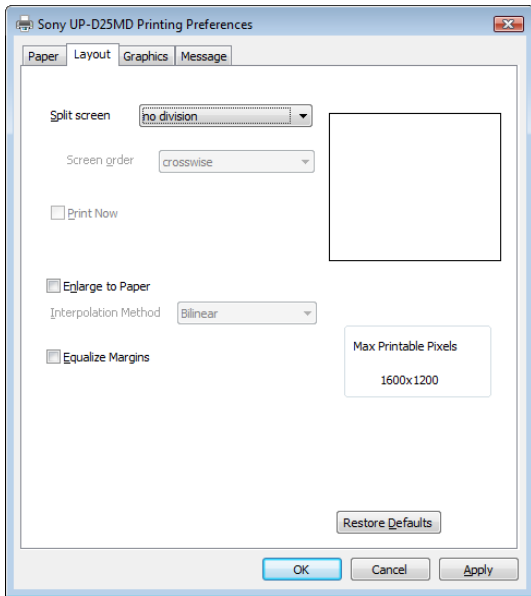 Sony UP-D25MD Printing Preferences
Paper Layout Graphics Message
Split screen no division
Screen order crosswise
Print Now
Enlarge to Paper
Interpolation Method Bilinear
Equalize Margins
Max Printable Pixels
1600x1200
Restore Defaults
OK Cancel Apply